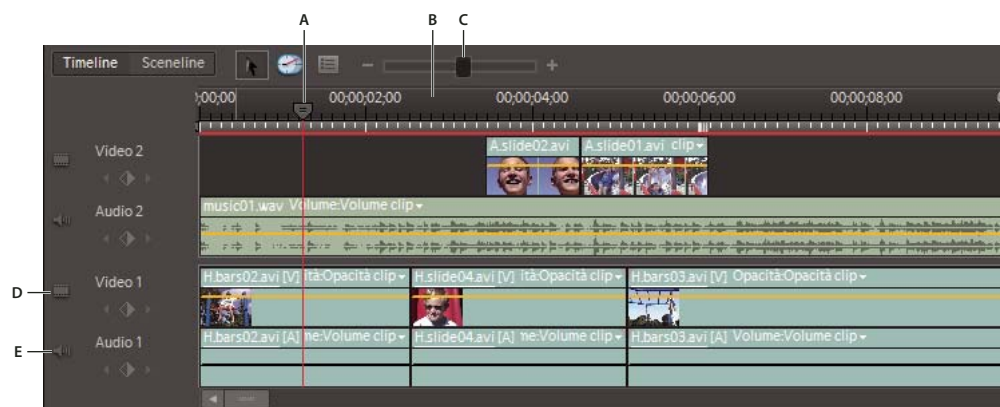 A B C
Timeline Sceneline
;00;00 00;00;02;00 00;00;04;00 00;00;06;00 00;00;08;00
Video 2
A.slide02.avi A.slide01.avi clip
Audio 2
music01.wav Volume:Volume clip
D
Video 1
H.bars02.avi [V] ità:Opacità clip H.slide04.avi [V] ità:Opacità clip H.bars03.avi [V] Opacità:Opacità clip
E
Audio 1
H.bars02.avi [A] ne:Volume clip H.slide04.avi [A] ne:Volume clip H.bars03.avi [A] Volume:Volume clip